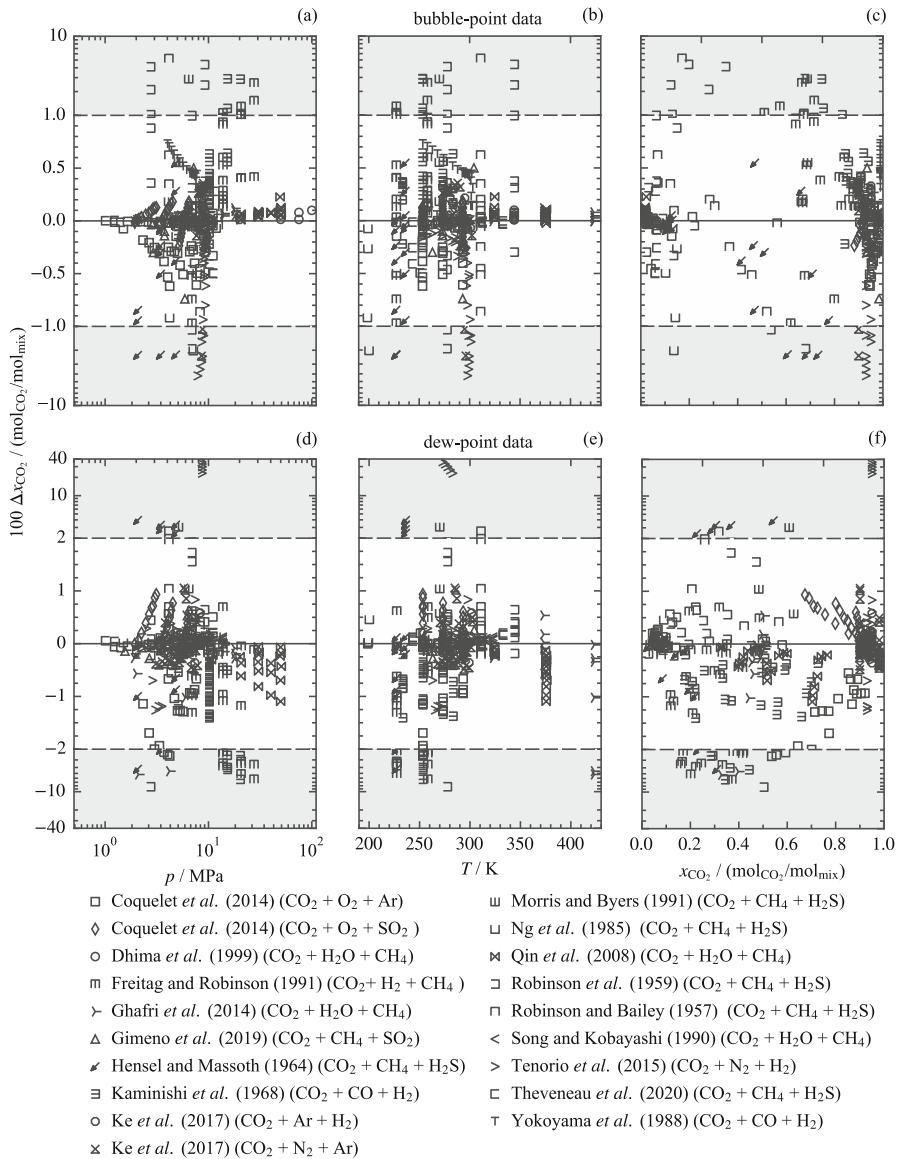 (a) bubble-point data (b) (c)
10
1.0
0.5
0.0
−0.5
−1.0
−10
100 ΔxCO2 / (molCO2/molmix)
(d) dew-point data (e) (f)
40
10
2
1
0
−1
−2
−10
−40
10^0 10^1 10^2 200 250 300 350 400 0.0 0.2 0.4 0.6 0.8 1.0
p / MPa T / K xCO2 / (molCO2/molmix)
Coquelet et al. (2014) (CO2 + O2 + Ar)
Coquelet et al. (2014) (CO2 + O2 + SO2 )
Dhima et al. (1999) (CO2 + H2O + CH4)
Freitag and Robinson (1991) (CO2+ H2 + CH4 )
Ghafri et al. 2014) (CO2 + H2O + CH4)
Gimeno et al. 2019) (CO2 + CH4 + SO2)
Hensel and Massoth (1964) (CO2 + CH4 + H2S)
Kaminishi et al. (1968) (CO2 + CO + H2)
Ke et al. (2017) (CO2 + Ar + H2)
Ke et al. (2017) (CO2 + N2 + Ar)
Morris and Byers (1991) (CO2 + CH4 + H2S)
Ng et al. (1985) (CO2 + CH4 + H2S)
Qin et al. (2008) (CO2 + H2O + CH4)
Robinson et al. (1959) (CO2 + CH4 + H2S)
Robinson and Bailey (1957) (CO2 + CH4 + H2S)
Song and Kobayashi (1990) (CO2 + H2O + CH4)
Tenorio et al. (2015) (CO2 + N2 + H2)
Theveneau et al. (2020) (CO2 + CH4 + H2S)
Yokoyama et al. (1988) (CO2 + CO + H2)